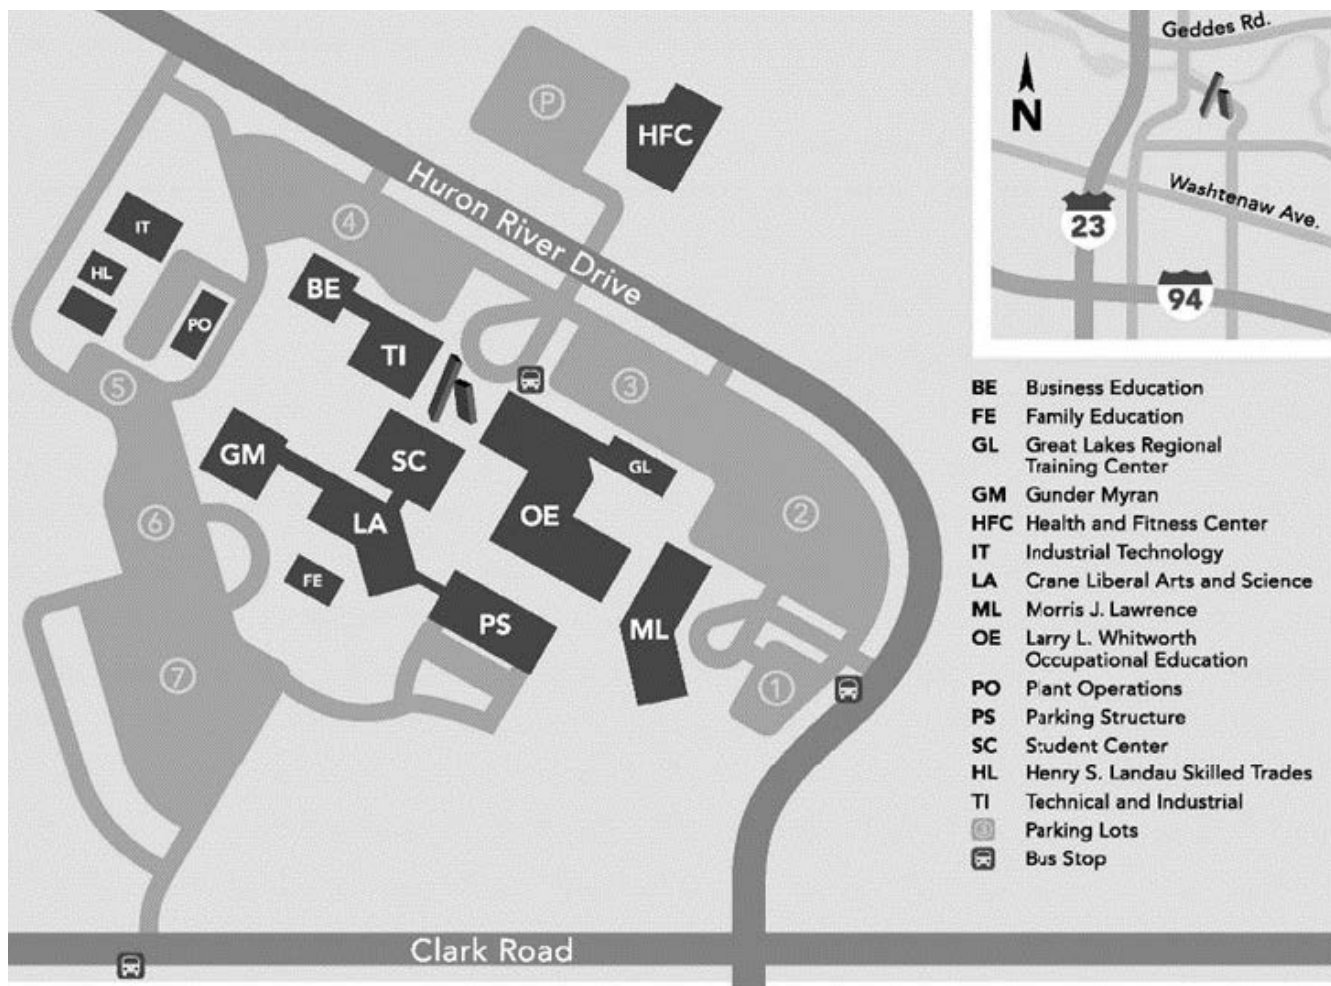 Geddes Rd.
N
Washtenaw Ave.
23
94
P
HFC
Huron River Drive
4
IT
HL
PO
BE
TI
5
3
GM
SC
GL
LA
OE
2
6
FE
PS
ML
7
1
Clark Road
BE Business Education
FE Family Education
GL Great Lakes Regional
Training Center
GM Gunder Myran
HFC Health and Fitness Center
IT Industrial Technology
LA Crane Liberal Arts and Science
ML Morris J. Lawrence
OE Larry L. Whitworth
Occupational Education
PO Plant Operations
PS Parking Structure
SC Student Center
HL Henry S. Landau Skilled Trades
TI Technical and Industrial
3 Parking Lots
Bus Stop